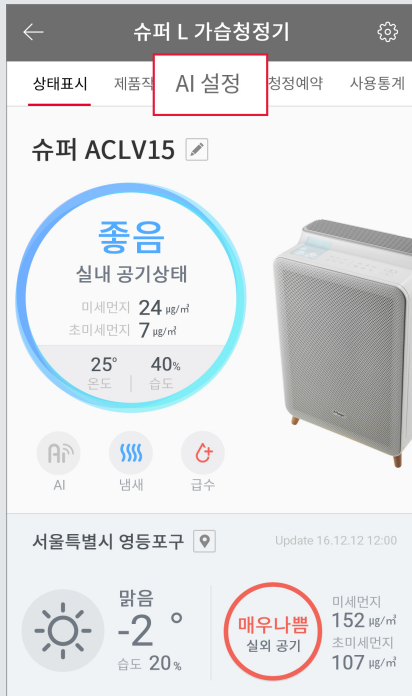 슈퍼 L 가습청정기
상태표시 제품작 AI 설정 청정예약 사용통계
슈퍼 ACLV15
좋음
실내 공기상태
미세먼지 24 μg/㎥
초미세먼지 7 μg/㎥
25° 40%
온도 습도
AI 냄새 급수
서울특별시 영등포구 Update 16.12.12 12:00
맑음
-2 °
습도 20%
매우나쁨
실외 공기
미세먼지
152 μg/㎥
초미세먼지
107 μg/㎥